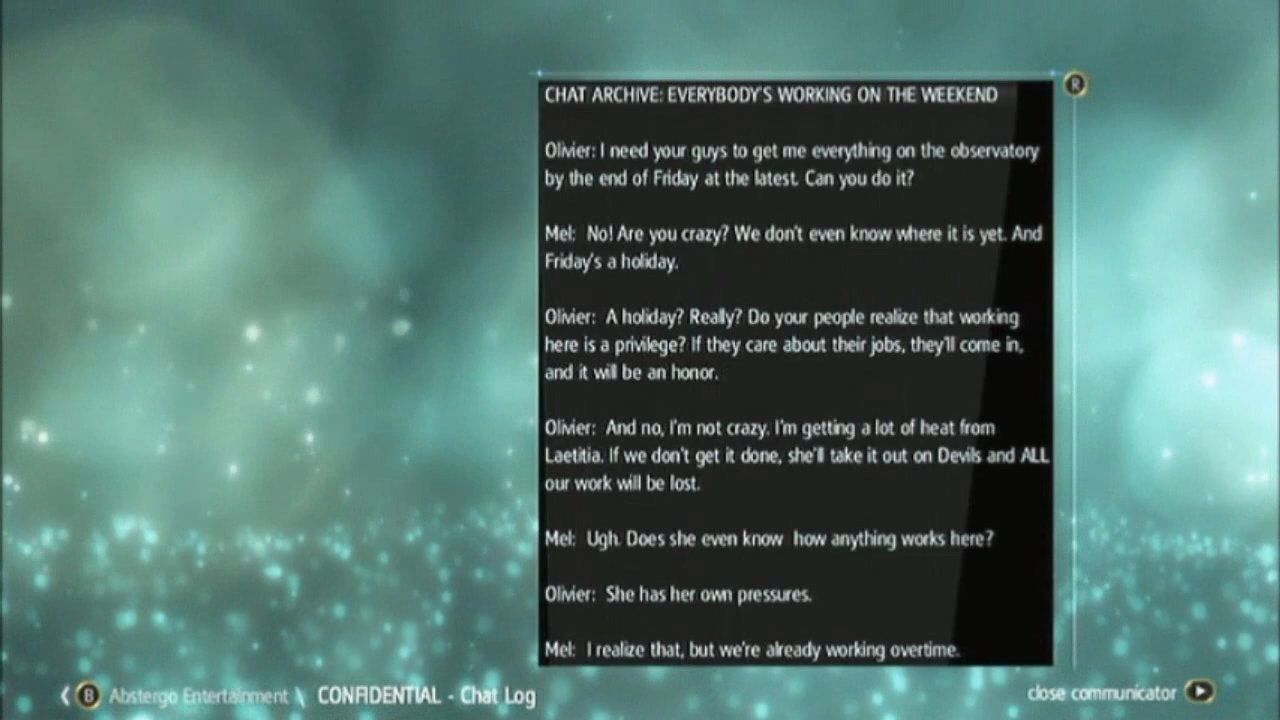 CHAT ARCHIVE: EVERYBODY'S WORKING ON THE WEEKEND
Olivier: I need your guys to get me everything on the observatory
by the end of Friday at the latest. Can you do it?
Mel: No! Are you crazy? We don't even know where it is yet. And
Friday's a holiday.
Olivier: A holiday? Really? Do your people realize that working
here is a privilege? If they care about their jobs, they'll come in,
and it will be an honor.
Olivier: And no, I'm not crazy. I'm getting a lot of heat from
Laetitia. If we don't get it done, she'll take it out on Devils and ALL
our work will be lost.
Mel: Ugh. Does she even know how anything works here?
Olivier: She has her own pressures.
Mel: I realize that, but we're already working overtime.
R
B Abstergo Entertainment \ CONFIDENTIAL - Chat Log
close communicator